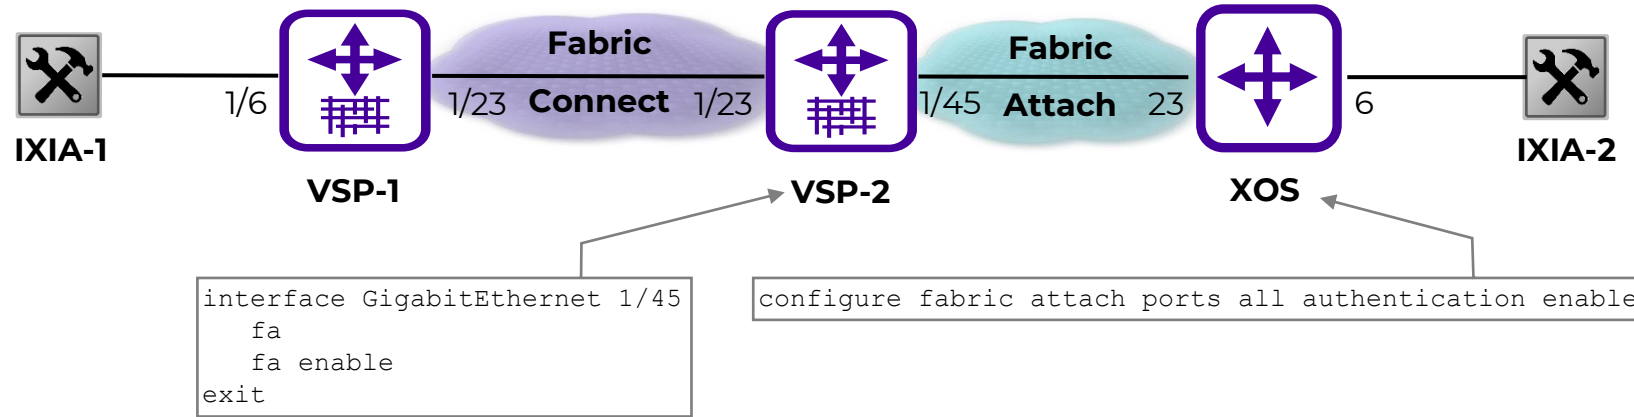 Fabric
Connect
Fabric
Attach
1/6
1/23
1/23
1/45
23
6
IXIA-1
IXIA-2
VSP-1
VSP-2
XOS
interface GigabitEthernet 1/45
fa
fa enable
exit
configure fabric attach ports all authentication enable